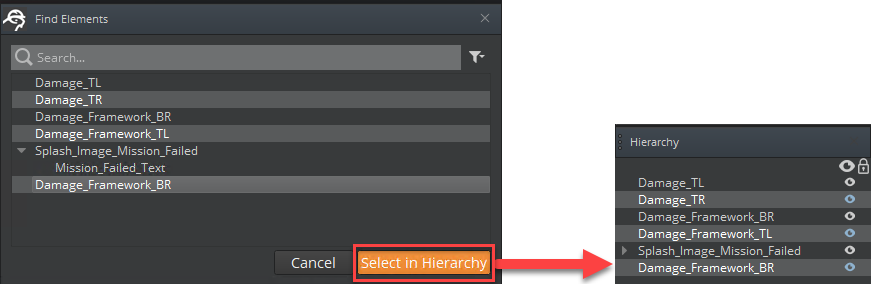 Find Elements
Search...
Damage_TL
Damage_TR
Damage_Framework_BR
Damage_Framework_TL
Splash_Image_Mission_Failed
Mission_Failed_Text
Damage_Framework_BR
Cancel
Select in Hierarchy
Hierarchy
Damage_TL
Damage_TR
Damage_Framework_BR
Damage_Framework_TL
Splash_Image_Mission_Failed
Damage_Framework_BR